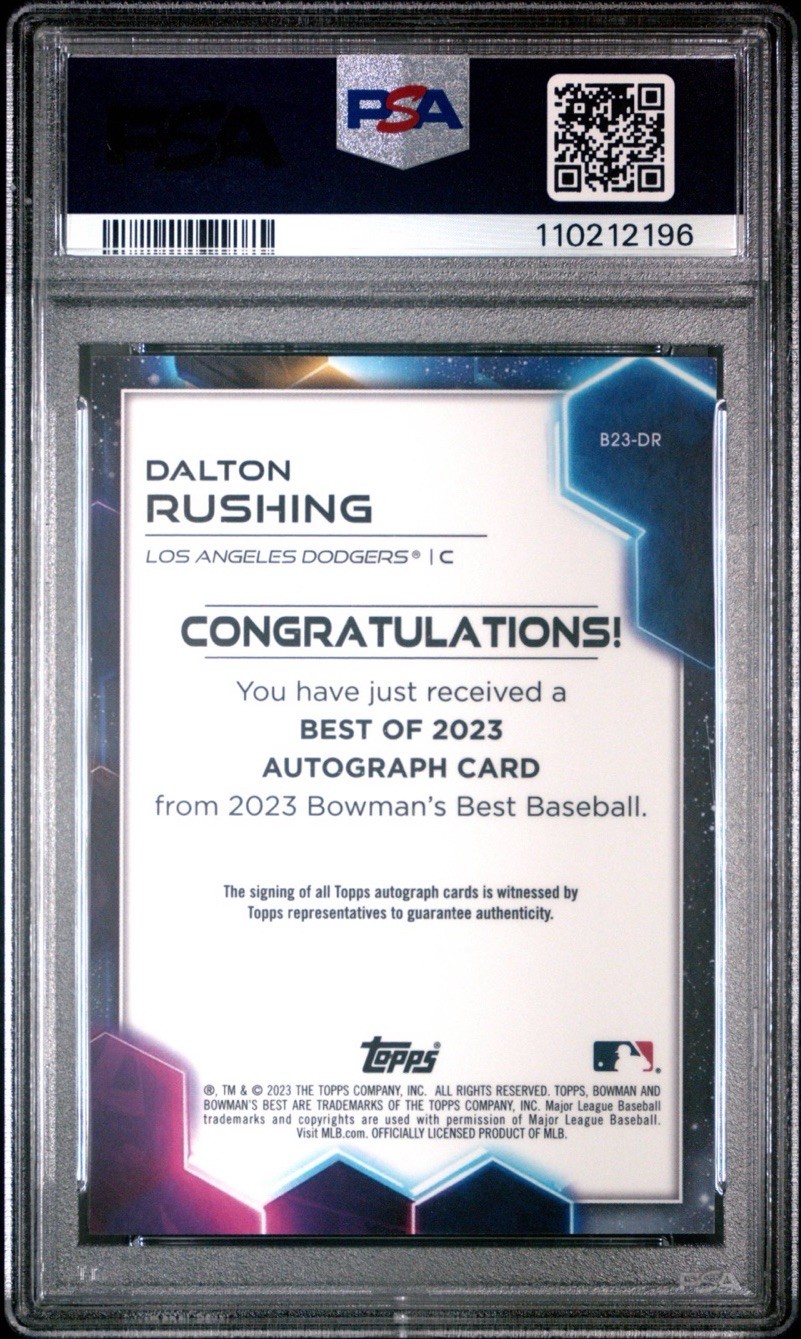 PSA
PSA
110212196
B23-DR
DALTON
RUSHING
LOS ANGELES DODGERS® | C
CONGRATULATIONS!
You have just received a
BEST OF 2023
AUTOGRAPH CARD
from 2023 Bowman's Best Baseball.
The signing of all Topps autograph cards is witnessed by
Topps representatives to guarantee authenticity.
Topps®
®, TM & © 2023 THE TOPPS COMPANY, INC. ALL RIGHTS RESERVED. TOPPS, BOWMAN AND
BOWMAN'S BEST ARE TRADEMARKS OF THE TOPPS COMPANY, INC. Major League Baseball
trademarks and copyrights are used with permission of Major League Baseball.
Visit MLB.com. OFFICIALLY LICENSED PRODUCT OF MLB.
PSA